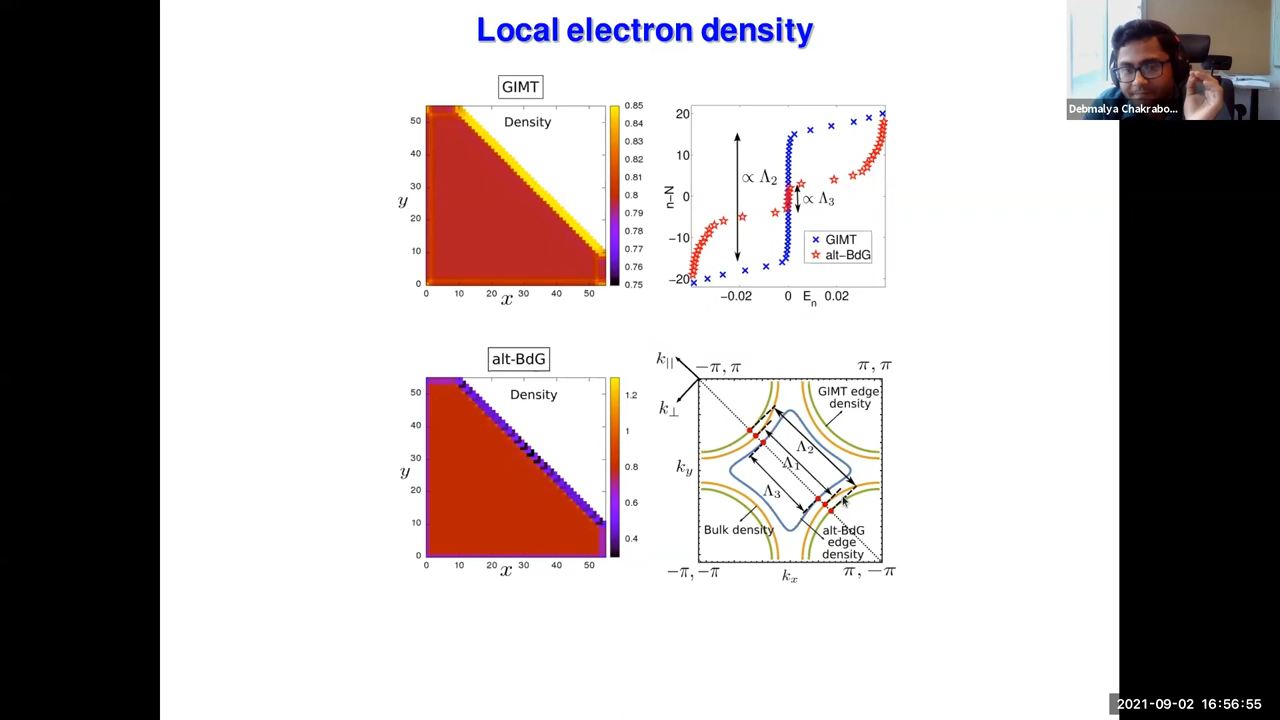 Local electron density
Debmalya Chakrabo...
GIMT
Density
50
40
30
20
10
0
y
0 10 20 30 40 50
x
0.85
0.84
0.83
0.82
0.81
0.8
0.79
0.78
0.77
0.76
0.75
20
10
0
−10
−20
n−N
∝ Λ2
∝ Λ3
GIMT
alt−BdG
−0.02 0 En 0.02
alt-BdG
Density
50
40
30
20
10
0
y
0 10 20 30 40 50
x
1.2
1
0.8
0.6
0.4
k||
−π, π
π, π
k⊥
GIMT edge
density
Λ2
Λ1
Λ3
ky
Bulk density
alt-BdG
edge
density
−π, −π
kx
π, −π
2021-09-02 16:56:55